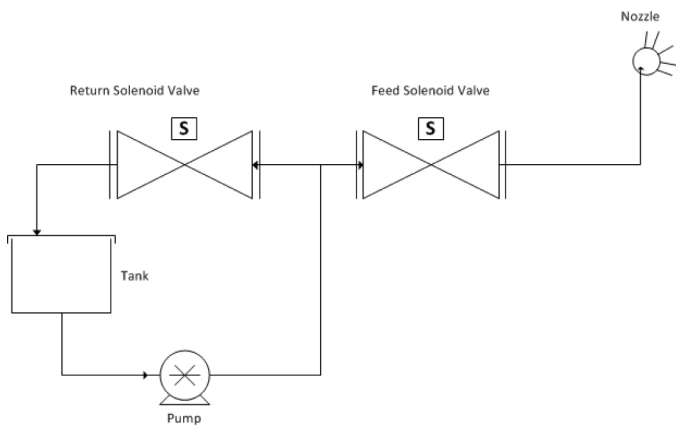 Nozzle
Return Solenoid Valve
Feed Solenoid Valve
S
S
Tank
Pump